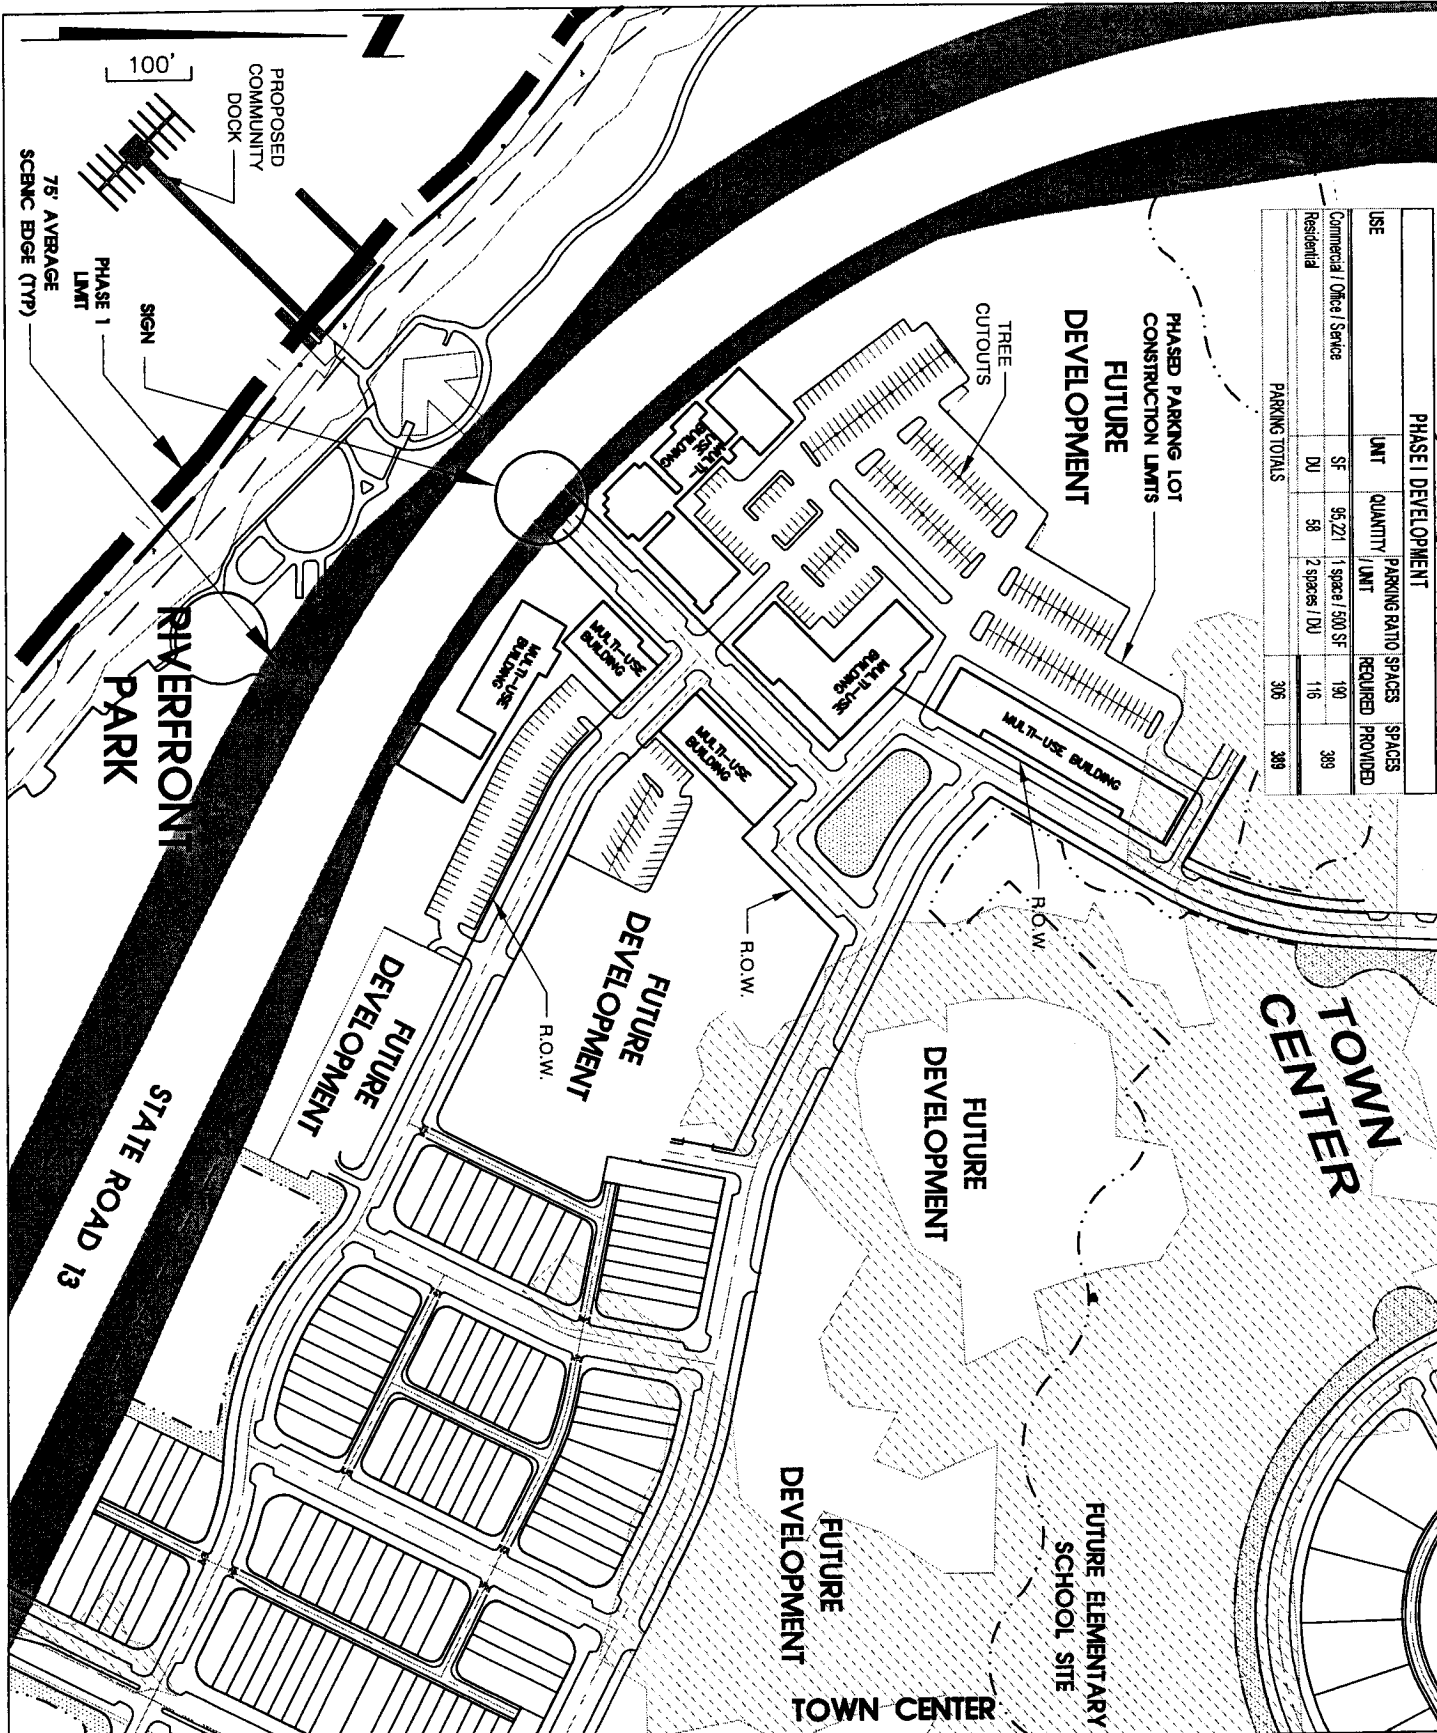 PHASE I DEVELOPMENT
USE UNIT QUANTITY PARKING RATIO / UNIT SPACES REQUIRED SPACES PROVIDED
Commercial / Office / Service SF 95,221 1 space / 500 SF 190 389
Residential DU 58 2 spaces / DU 116
PARKING TOTALS 306 389
100'
PROPOSED
COMMUNITY
DOCK
75' AVERAGE
SCENIC EDGE (TYP)
PHASE 1
LIMIT
SIGN
TREE
CUTOUTS
PHASED PARKING LOT
CONSTRUCTION LIMITS
FUTURE
DEVELOPMENT
MULTI-
USE
BUILDING
MULTI-USE
BUILDING
MULTI-USE
BUILDING
MULTI-USE
BUILDING
MULTI-USE
BUILDING
MULTI-USE BUILDING
R.O.W.
R.O.W.
R.O.W.
RIVERFRONT
PARK
STATE ROAD 13
FUTURE
DEVELOPMENT
FUTURE
DEVELOPMENT
FUTURE
DEVELOPMENT
FUTURE
DEVELOPMENT
TOWN
CENTER
FUTURE ELEMENTARY
SCHOOL SITE
TOWN CENTER